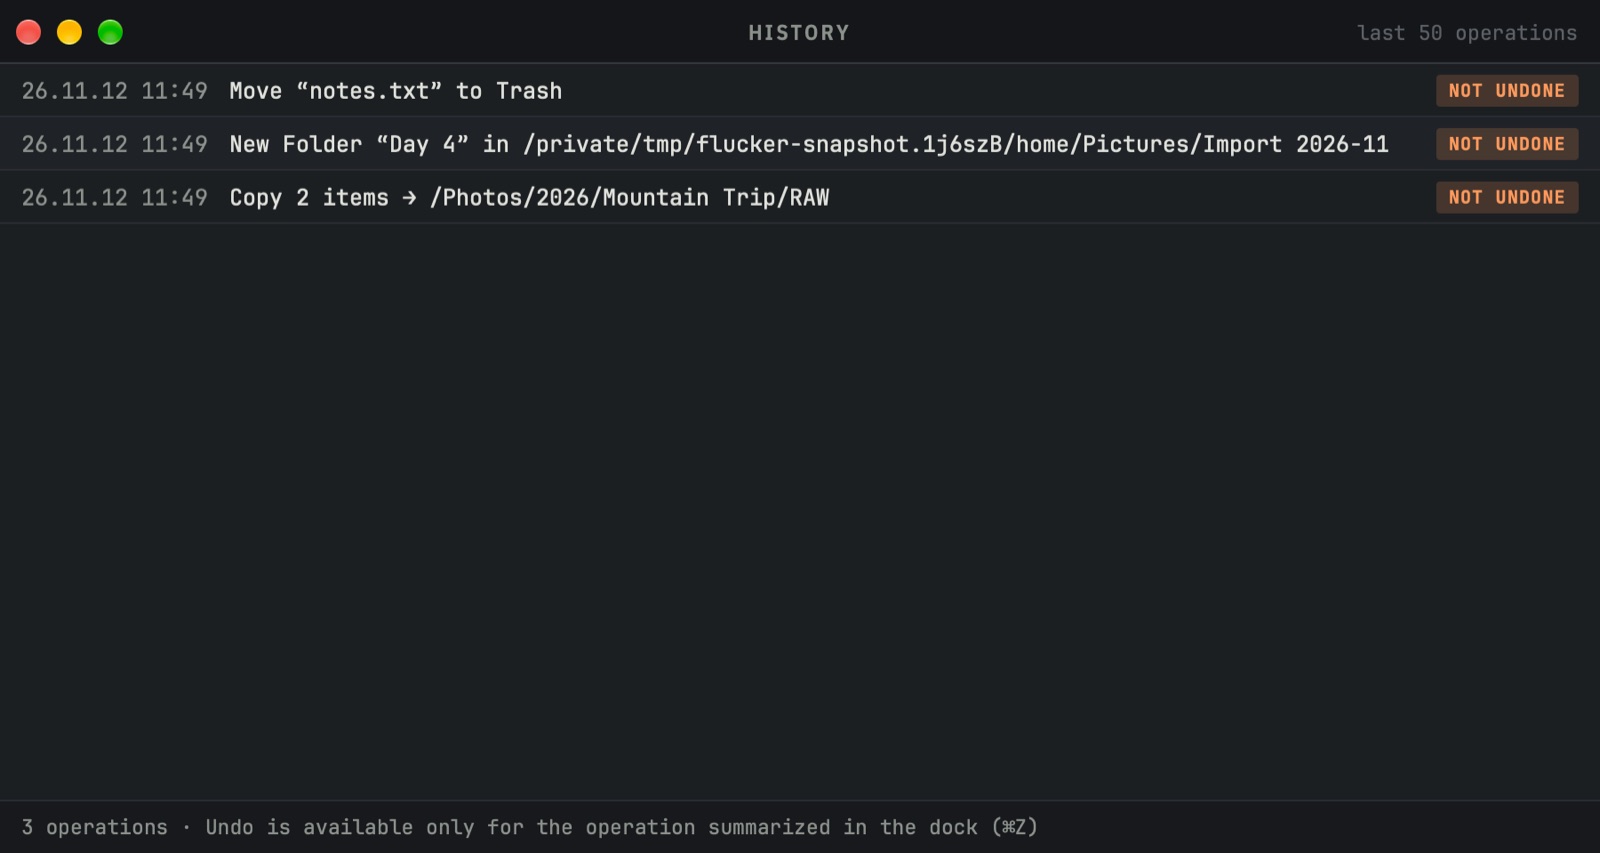 HISTORY
last 50 operations
26.11.12 11:49 Move “notes.txt” to Trash NOT UNDONE
26.11.12 11:49 New Folder “Day 4” in /private/tmp/flucker-snapshot.1j6szB/home/Pictures/Import 2026-11 NOT UNDONE
26.11.12 11:49 Copy 2 items → /Photos/2026/Mountain Trip/RAW NOT UNDONE
3 operations · Undo is available only for the operation summarized in the dock (⌘Z)